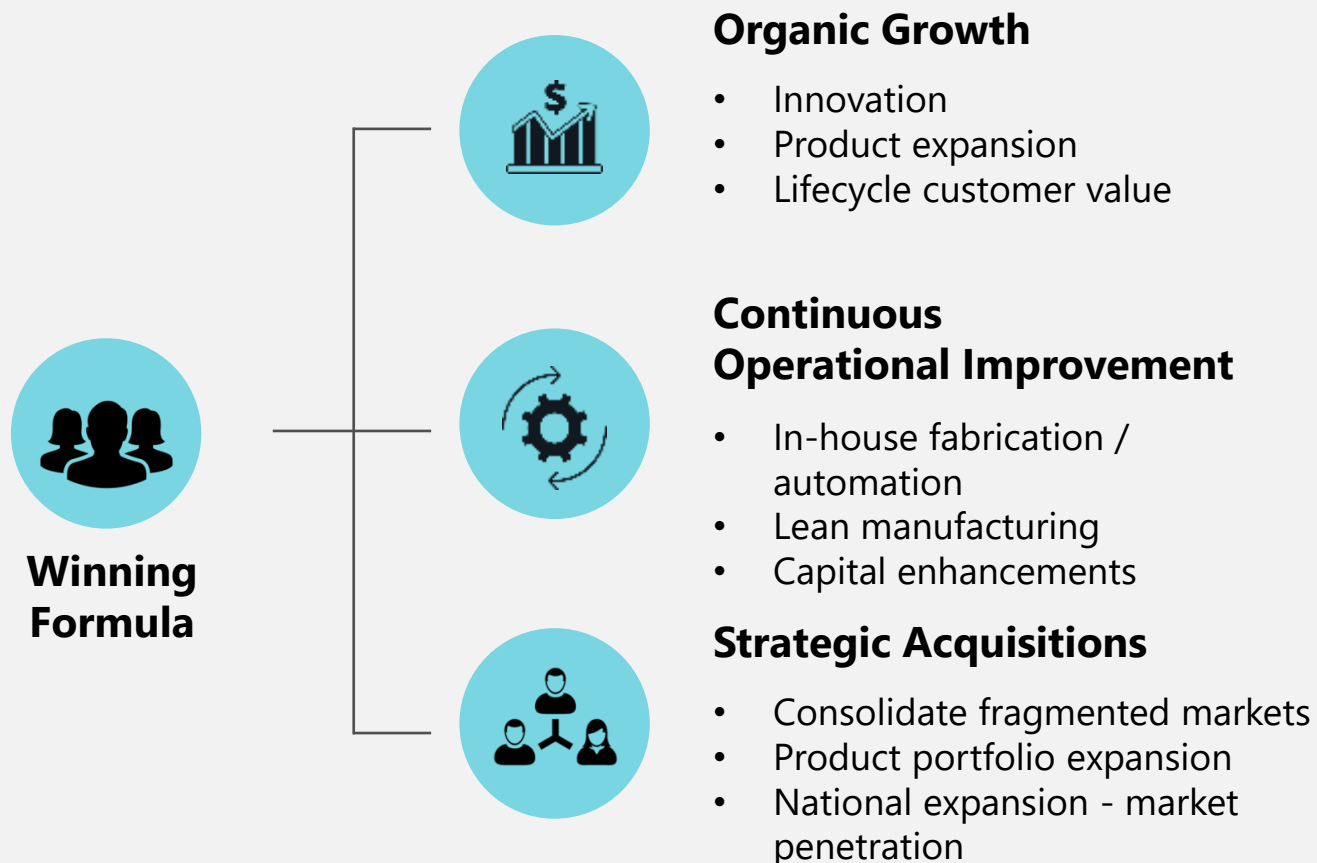 Organic Growth
• Innovation
• Product expansion
• Lifecycle customer value
Continuous
Operational Improvement
• In-house fabrication /
automation
• Lean manufacturing
• Capital enhancements
Winning
Formula
Strategic Acquisitions
• Consolidate fragmented markets
• Product portfolio expansion
• National expansion - market
penetration
$